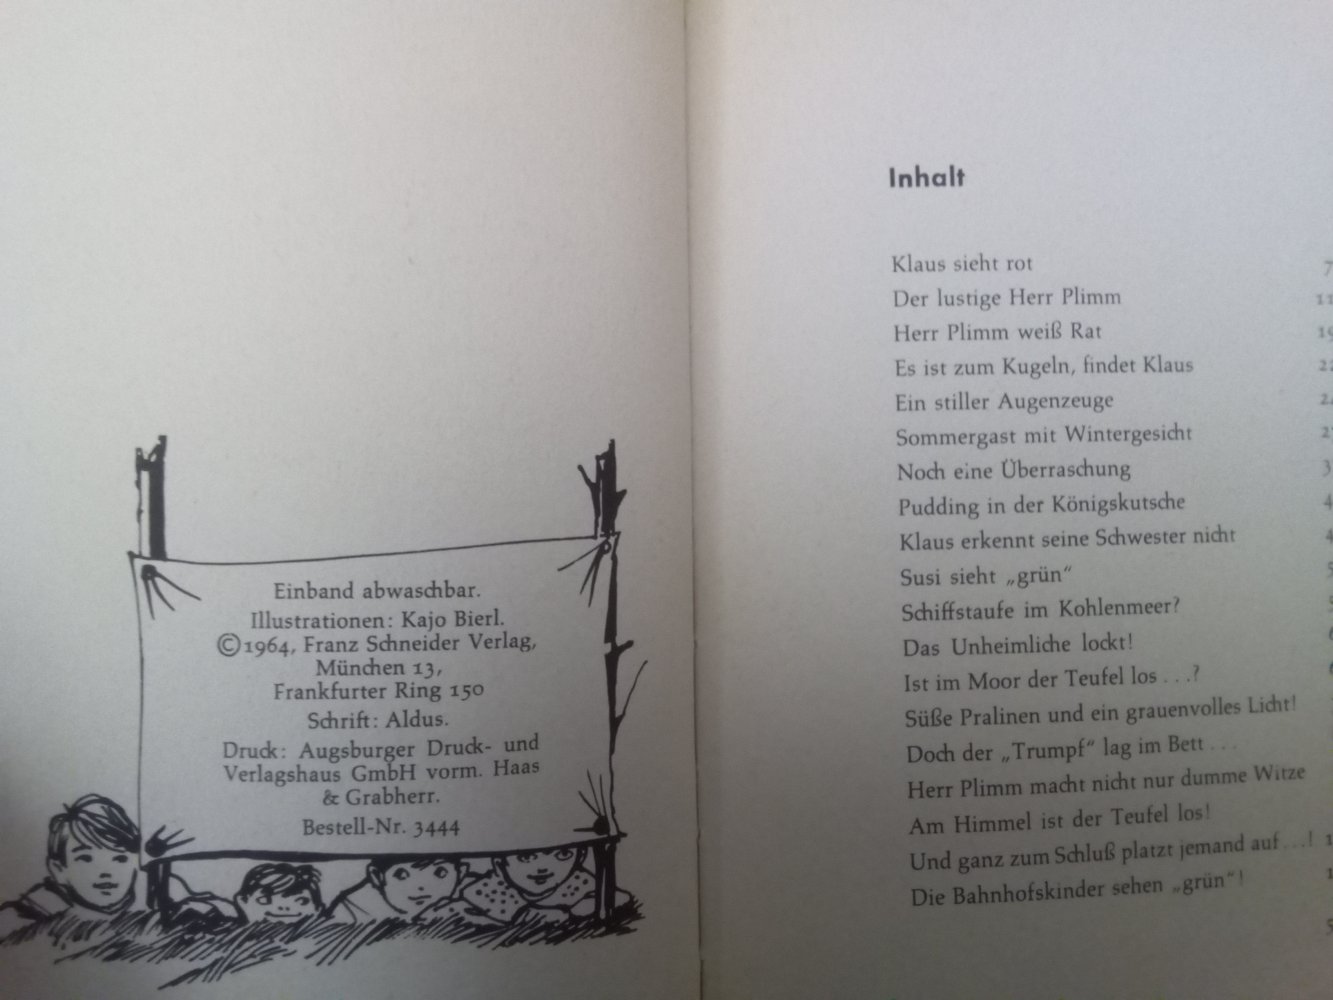 Einband abwaschbar.
Illustrationen: Kajo Bierl.
© 1964, Franz Schneider Verlag,
München 13,
Frankfurter Ring 150
Schrift: Aldus.
Druck: Augsburger Druck- und
Verlagshaus GmbH vorm. Haas
& Grabherr.
Bestell-Nr. 3444
Inhalt
Klaus sieht rot 7
Der lustige Herr Plimm 11
Herr Plimm weiß Rat 19
Es ist zum Kugeln, findet Klaus
Ein stiller Augenzeuge
Sommergast mit Wintergesicht
Noch eine Überraschung
Pudding in der Königskutsche
Klaus erkennt seine Schwester nicht
Susi sieht „grün“
Schiffstaufe im Kohlenmeer?
Das Unheimliche lockt!
Ist im Moor der Teufel los . . .?
Süße Pralinen und ein grauenvolles Licht!
Doch der „Trumpf“ lag im Bett . . .
Herr Plimm macht nicht nur dumme Witze
Am Himmel ist der Teufel los!
Und ganz zum Schluß platzt jemand auf . . .!
Die Bahnhofskinder sehen „grün“!